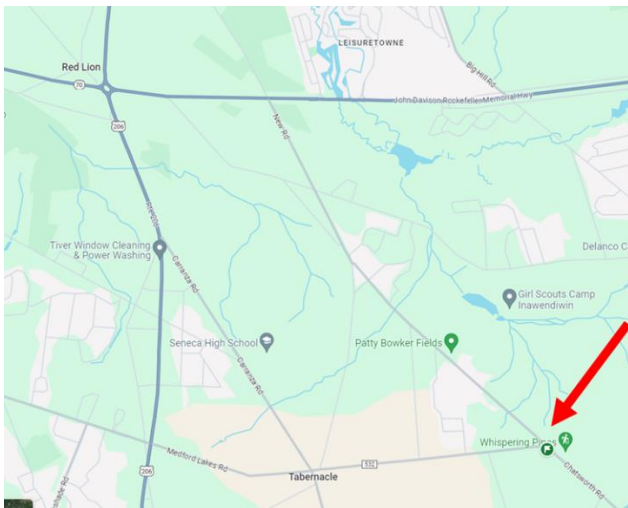 LEISURETOWNE
Red Lion
70
206
Big Hill Rd
John Davison Rockefeller Memorial Hwy
New Rd
Tiver Window Cleaning
& Power Washing
Carranza Rd
Delanco C
Girl Scouts Camp
Inawendiwin
Seneca High School
Patty Bowker Fields
Medford Lakes Rd
Whispering Pines
532
Tabernacle
206
Chatsworth Rd